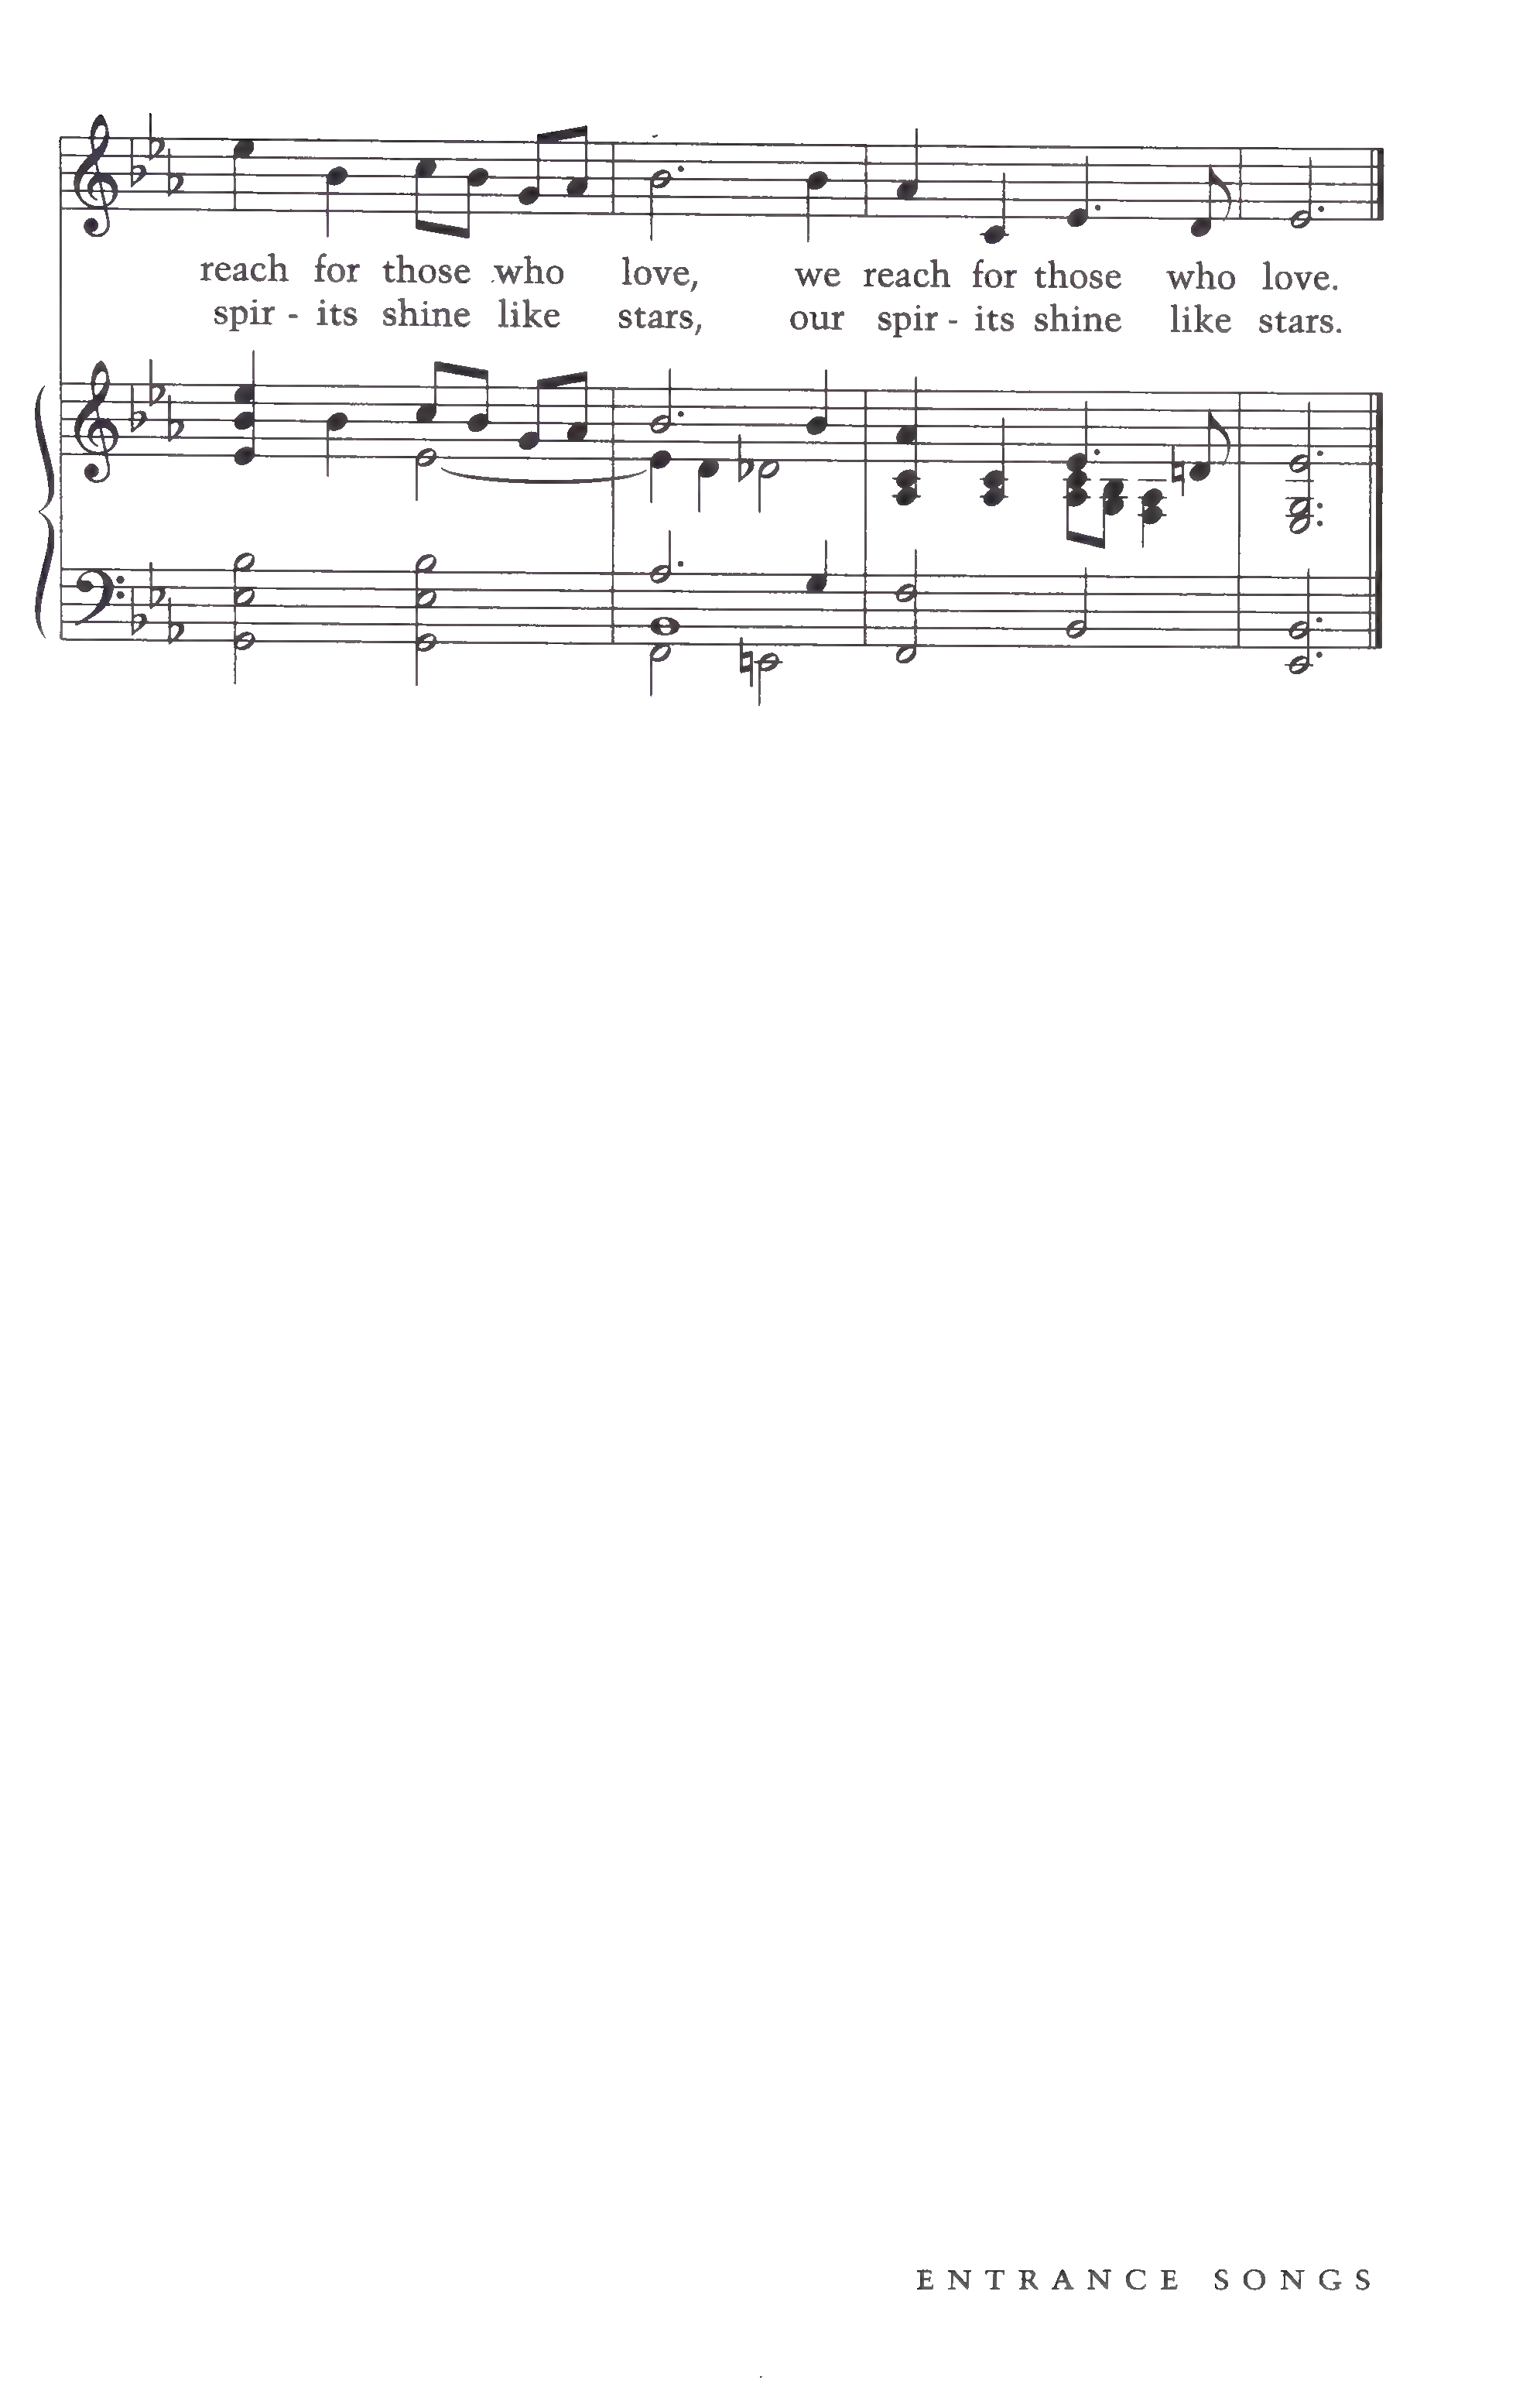 reach for those who love, we reach for those who love.
spir - its shine like stars, our spir - its shine like stars.
ENTRANCE SONGS